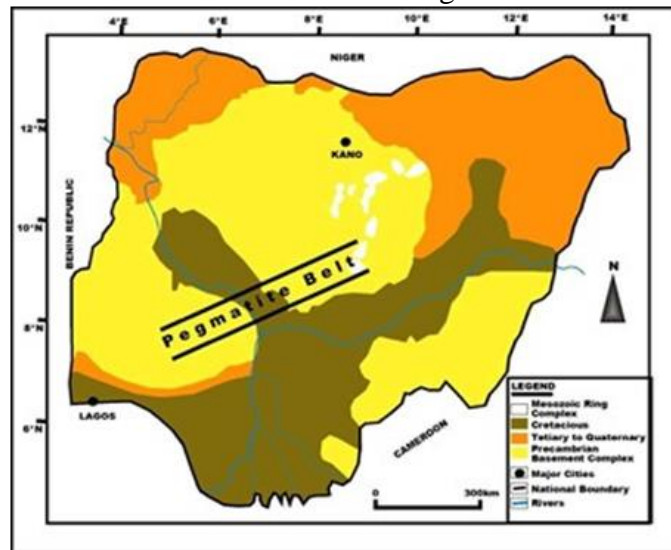 4°E
6°E
8°E
10°E
12°E
14°E
NIGER
12°N
KANO
BENIN REPUBLIC
10°N
Pegmatite Belt
N
8°N
LEGEND
Mesozoic Ring
Complex
Cretacious
Tetiary to Quaternary
Precambrian
Basement Complex
Major Cities
National Boundary
Rivers
LAGOS
6°N
CAMEROON
0
300km